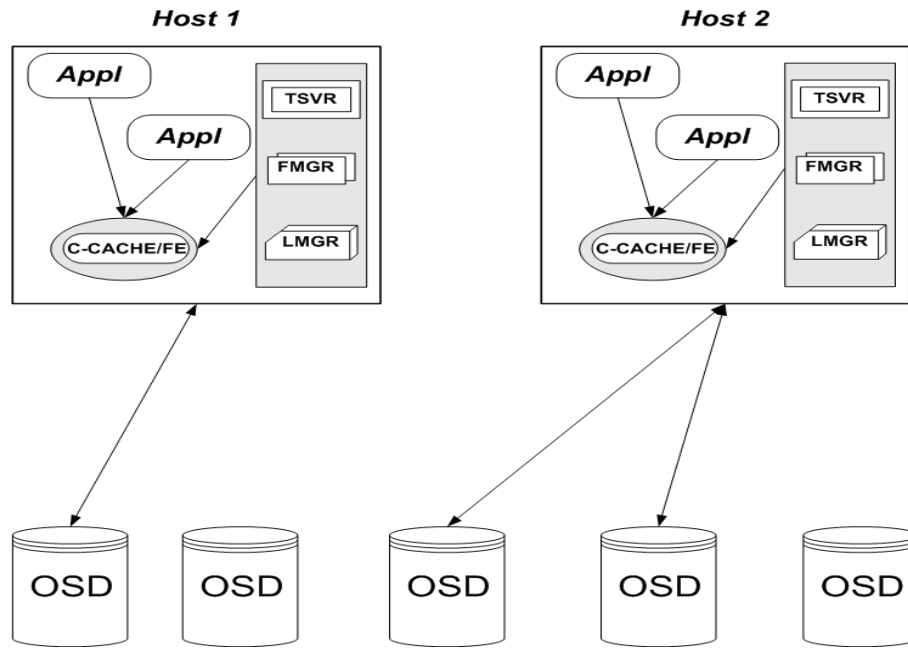 Host 1 Host 2
Appl TSVR Appl TSVR
Appl FMGR Appl FMGR
C-CACHE/FE LMGR C-CACHE/FE LMGR
OSD OSD OSD OSD OSD